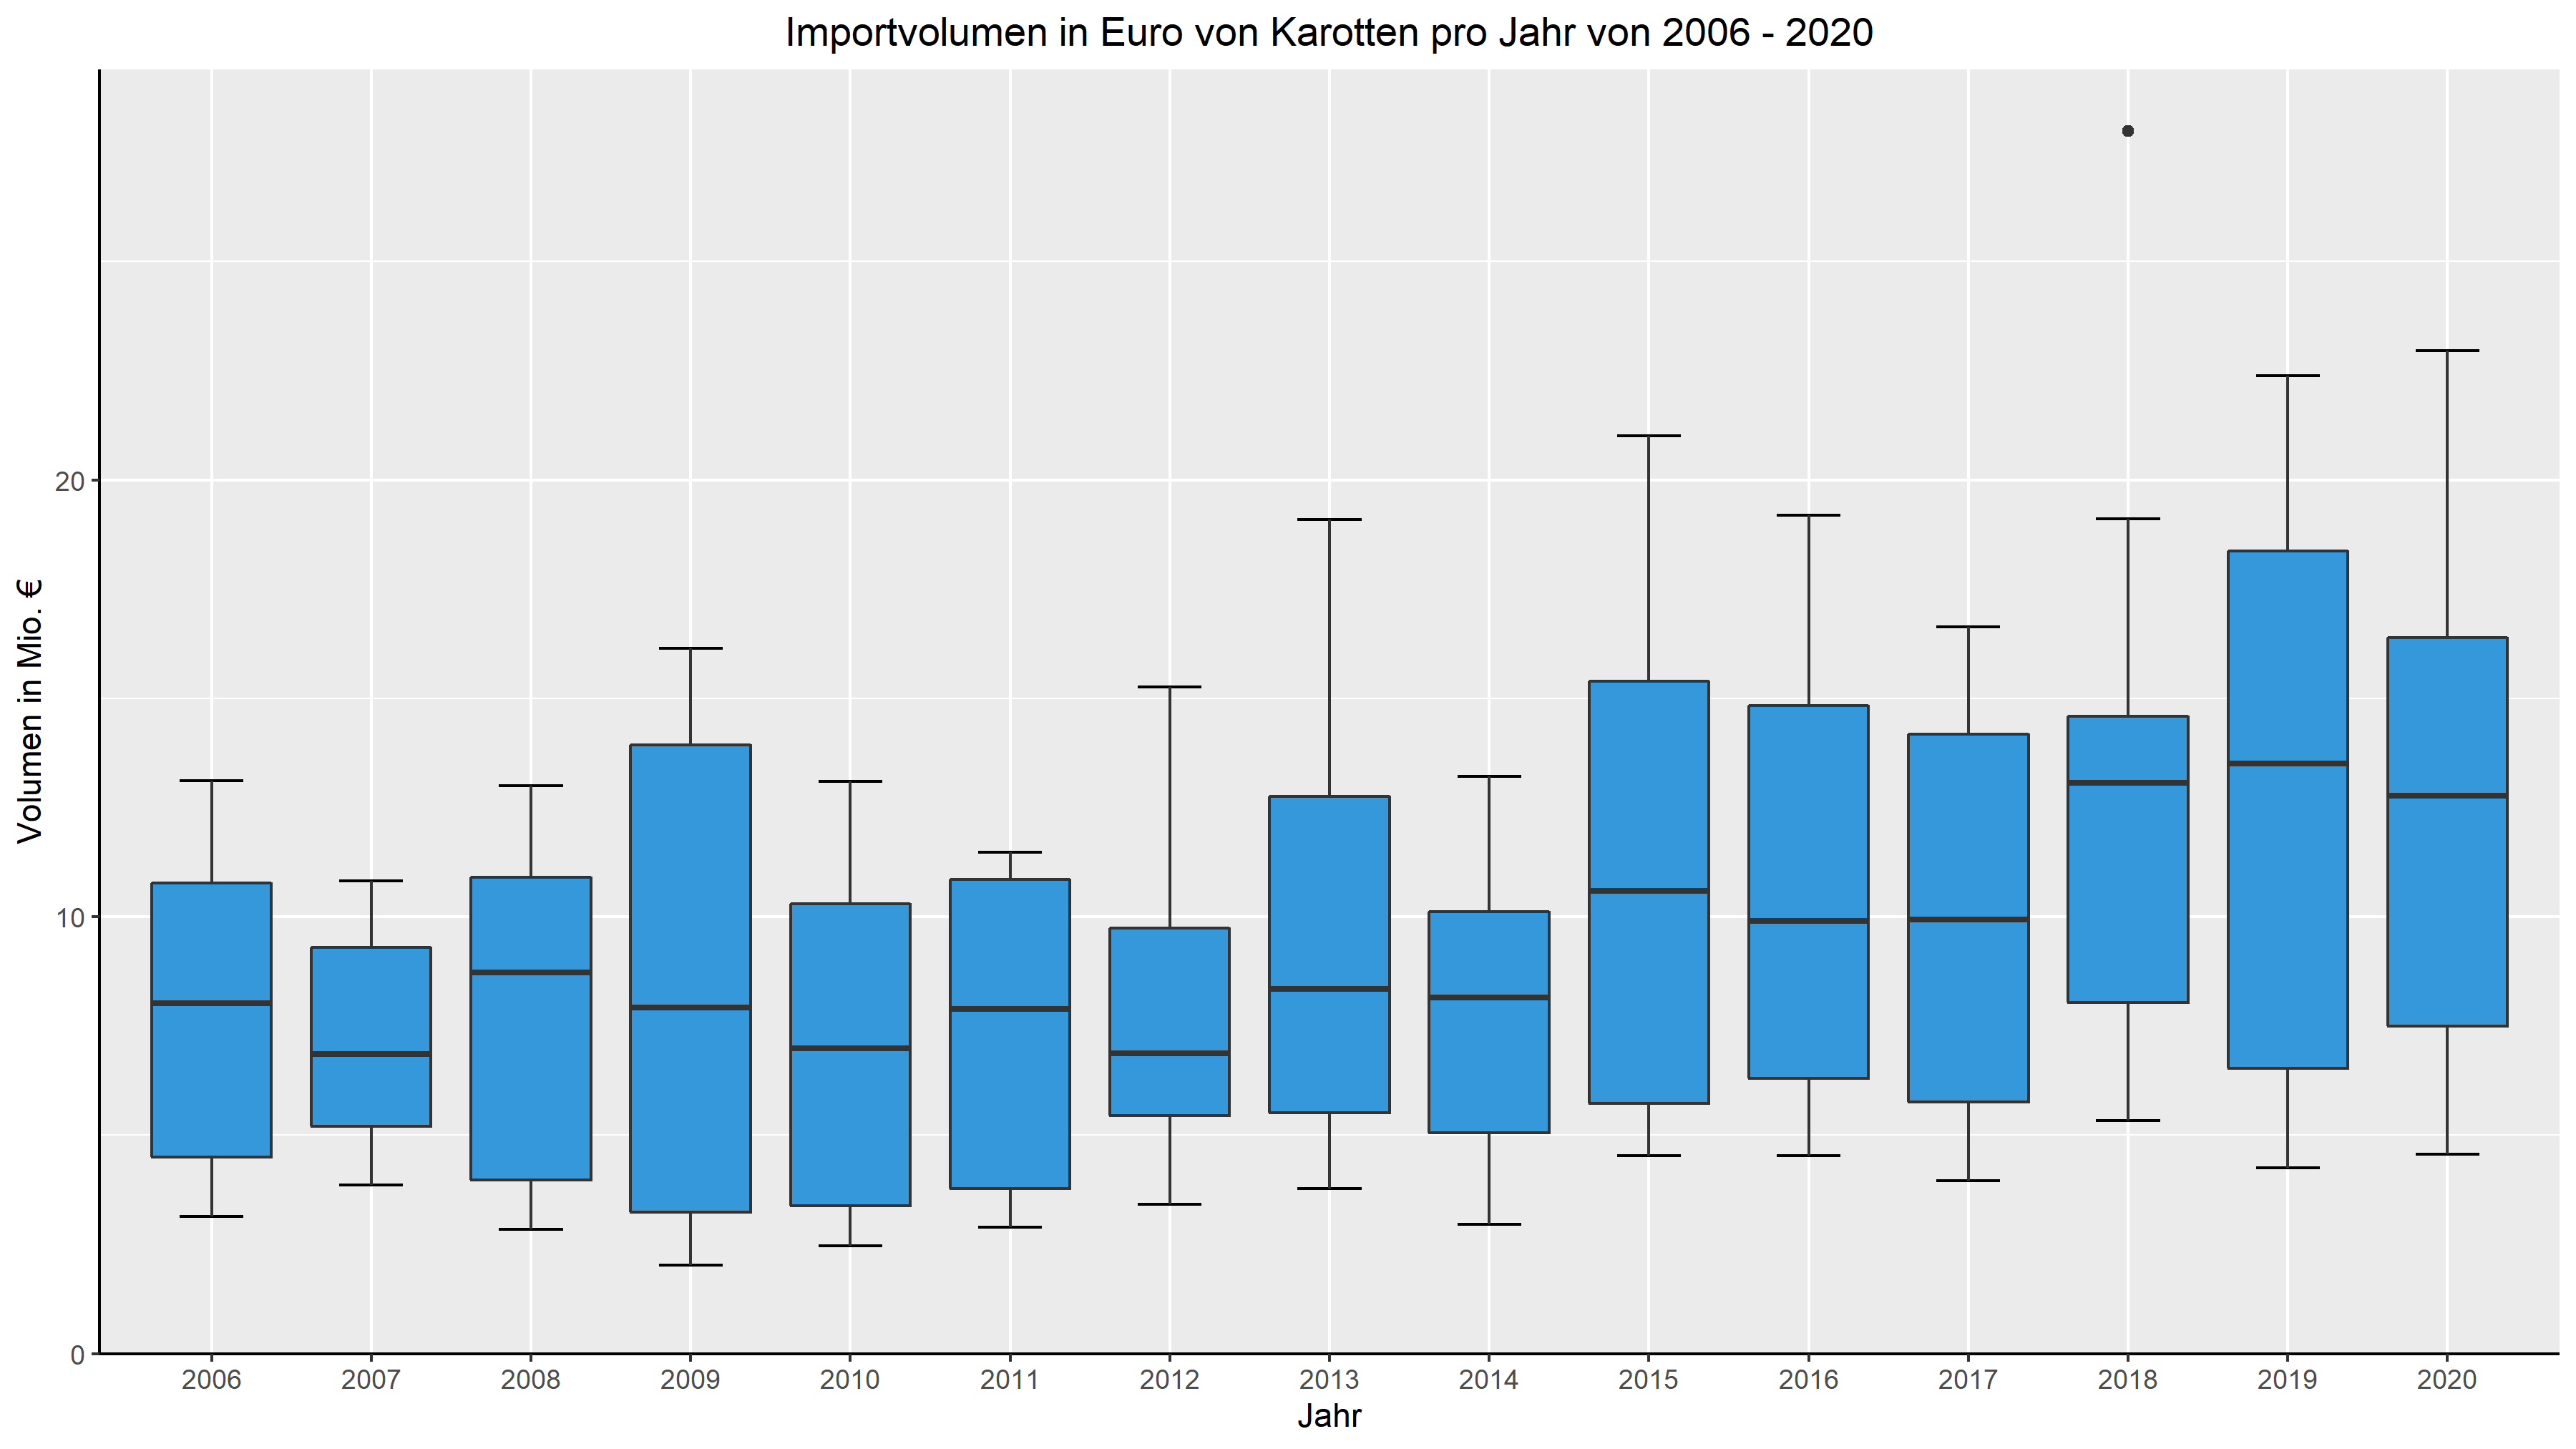 Importvolumen in Euro von Karotten pro Jahr von 2006 - 2020
Volumen in Mio. €
20
10
0
2006 2007 2008 2009 2010 2011 2012 2013 2014 2015 2016 2017 2018 2019 2020
Jahr